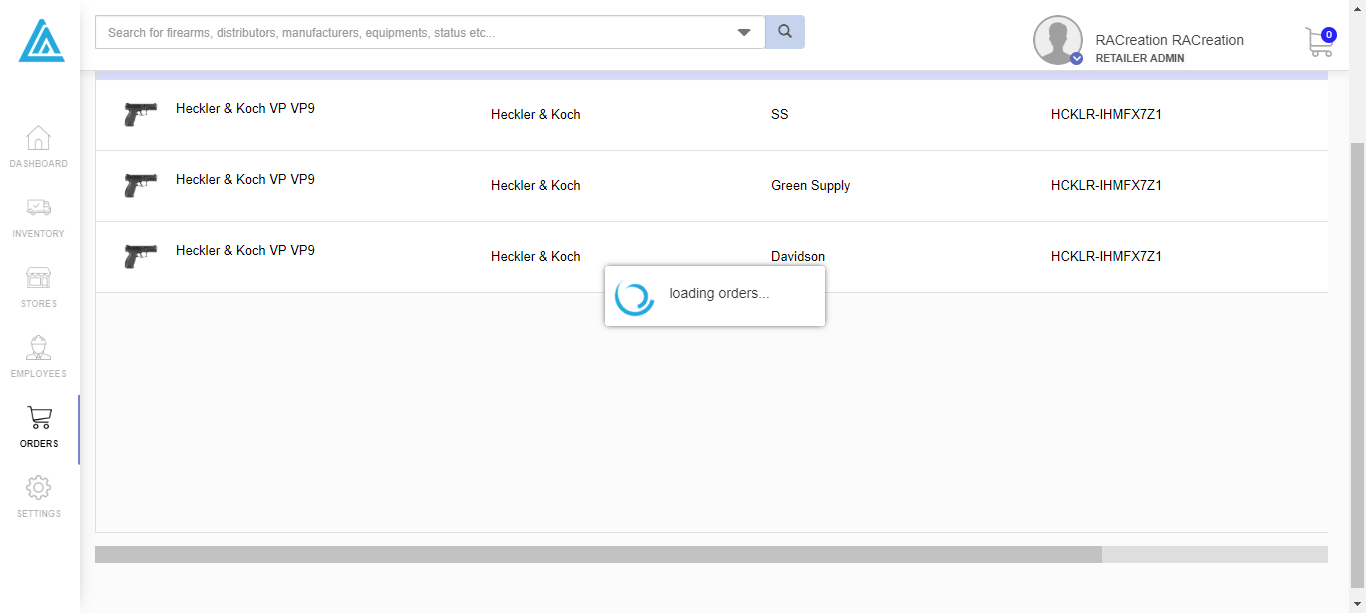 Search for firearms, distributors, manufacturers, equipments, status etc...
RACreation RACreation
RETAILER ADMIN
0
DASHBOARD
INVENTORY
STORES
EMPLOYEES
ORDERS
SETTINGS
Heckler & Koch VP VP9 Heckler & Koch SS HCKLR-IHMFX7Z1
Heckler & Koch VP VP9 Heckler & Koch Green Supply HCKLR-IHMFX7Z1
Heckler & Koch VP VP9 Heckler & Koch Davidson HCKLR-IHMFX7Z1
loading orders...